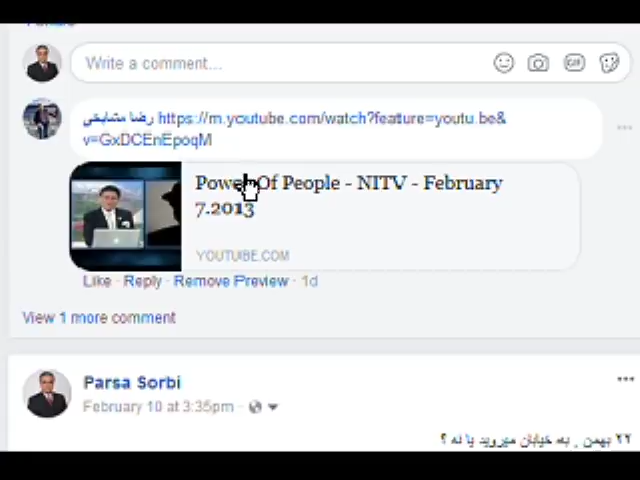 Write a comment...
GIF
رضا مشایخی https://m.youtube.com/watch?feature=youtu.be&
v=GxDCEnEpoqM
Power Of People - NITV - February
7.2013
YOUTUBE.COM
Like · Reply · Remove Preview · 1d
View 1 more comment
Parsa Sorbi
February 10 at 3:35pm ·
۲۲ بهمن , به خیابان میروید یا نه ؟